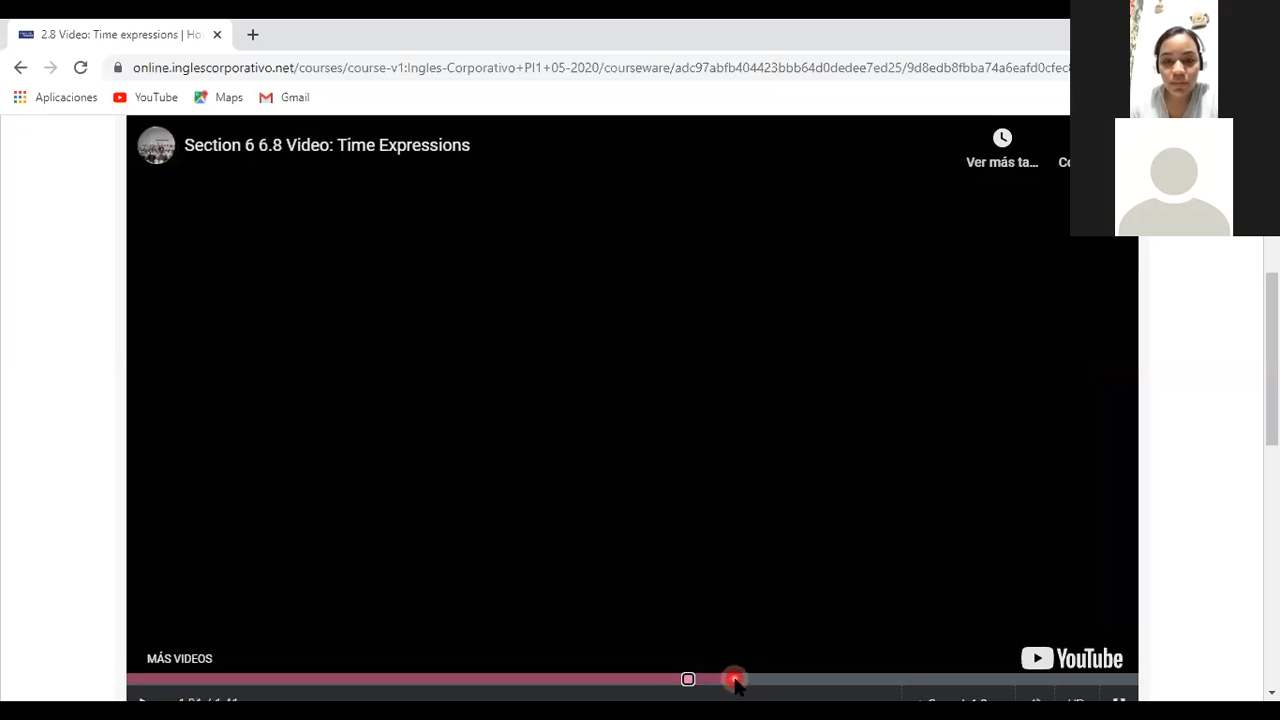 2.8 Video: Time expressions | Ho
online.inglescorporativo.net/courses/course-v1:Ingles-Corporativo+PI1+05-2020/courseware/adc97abfb404423bbb64d0dedee7ed25/9d8edb8fbba74a6eafd0cfec8
Aplicaciones YouTube Maps Gmail
Section 6 6.8 Video: Time Expressions
Ver más ta...
MÁS VIDEOS
YouTube